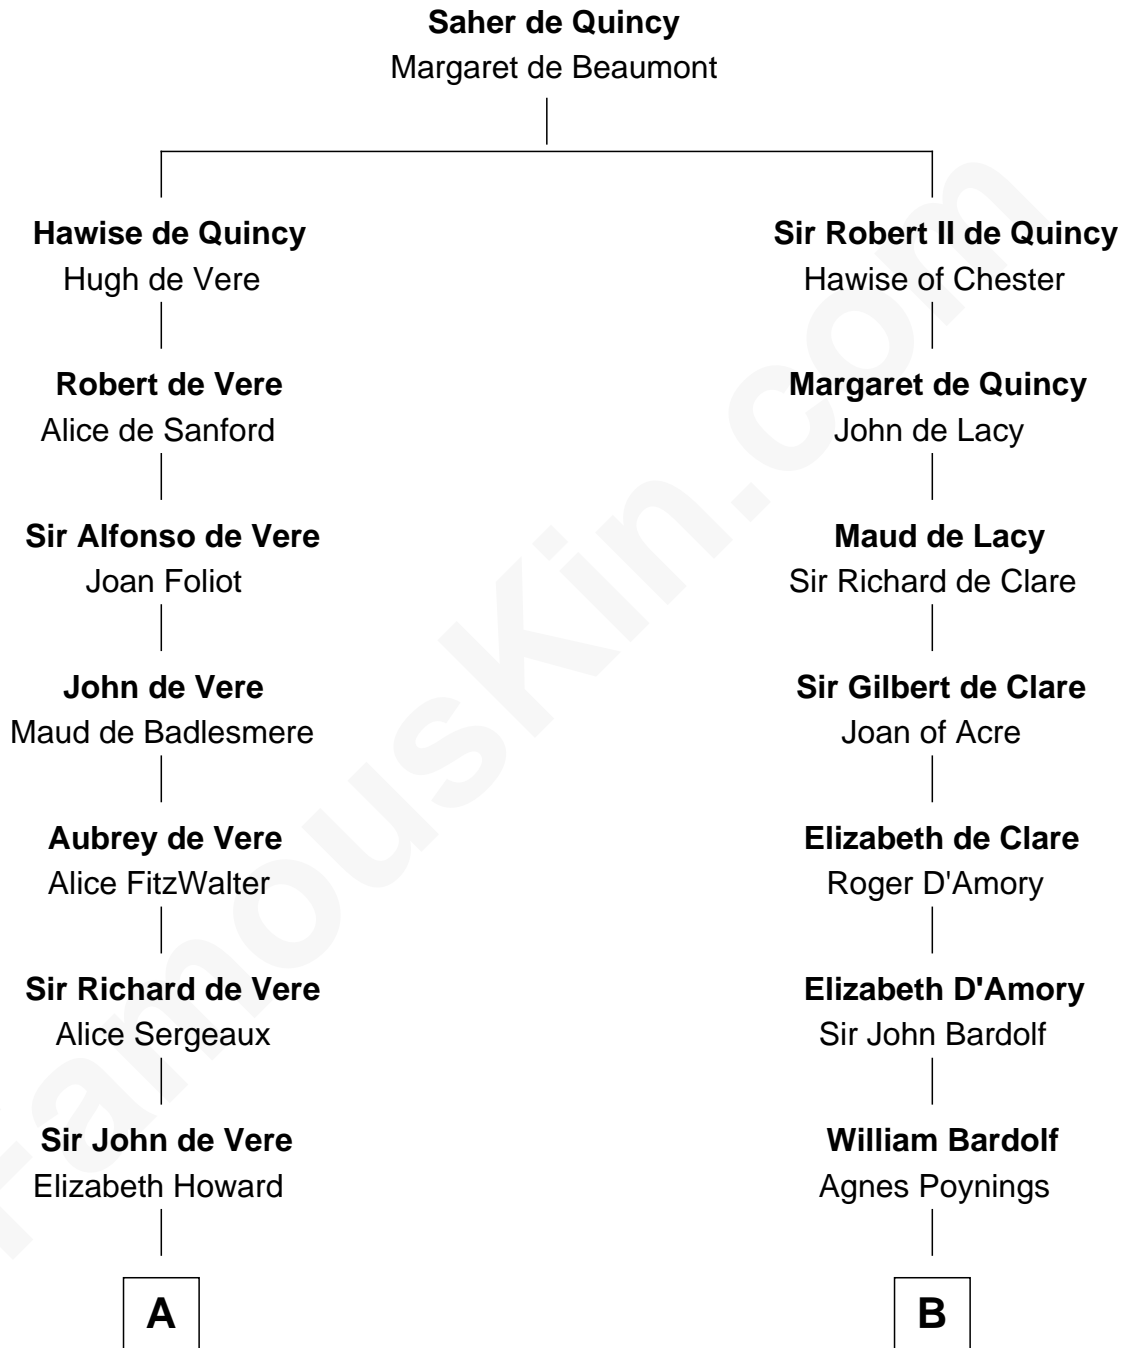 Saher de Quincy
Margaret de Beaumont
Hawise de Quincy
Hugh de Vere
Sir Robert II de Quincy
Hawise of Chester
Robert de Vere
Alice de Sanford
Margaret de Quincy
John de Lacy
Sir Alfonso de Vere
Joan Foliot
Maud de Lacy
Sir Richard de Clare
John de Vere
Maud de Badlesmere
Sir Gilbert de Clare
Joan of Acre
Aubrey de Vere
Alice FitzWalter
Elizabeth de Clare
Roger D'Amory
Sir Richard de Vere
Alice Sergeaux
Elizabeth D'Amory
Sir John Bardolf
Sir John de Vere
Elizabeth Howard
William Bardolf
Agnes Poynings
A
B
FamousKin.com